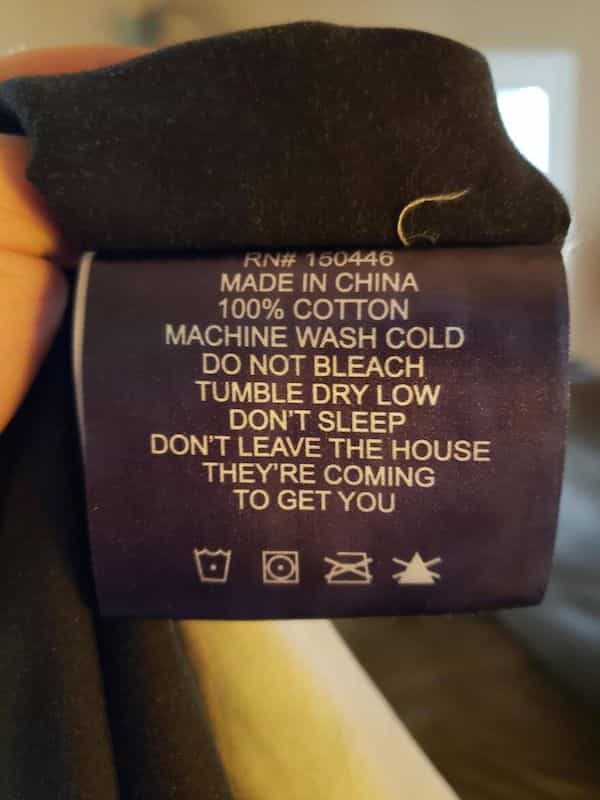 RN# 150446
MADE IN CHINA
100% COTTON
MACHINE WASH COLD
DO NOT BLEACH
TUMBLE DRY LOW
DON'T SLEEP
DON'T LEAVE THE HOUSE
THEY'RE COMING
TO GET YOU